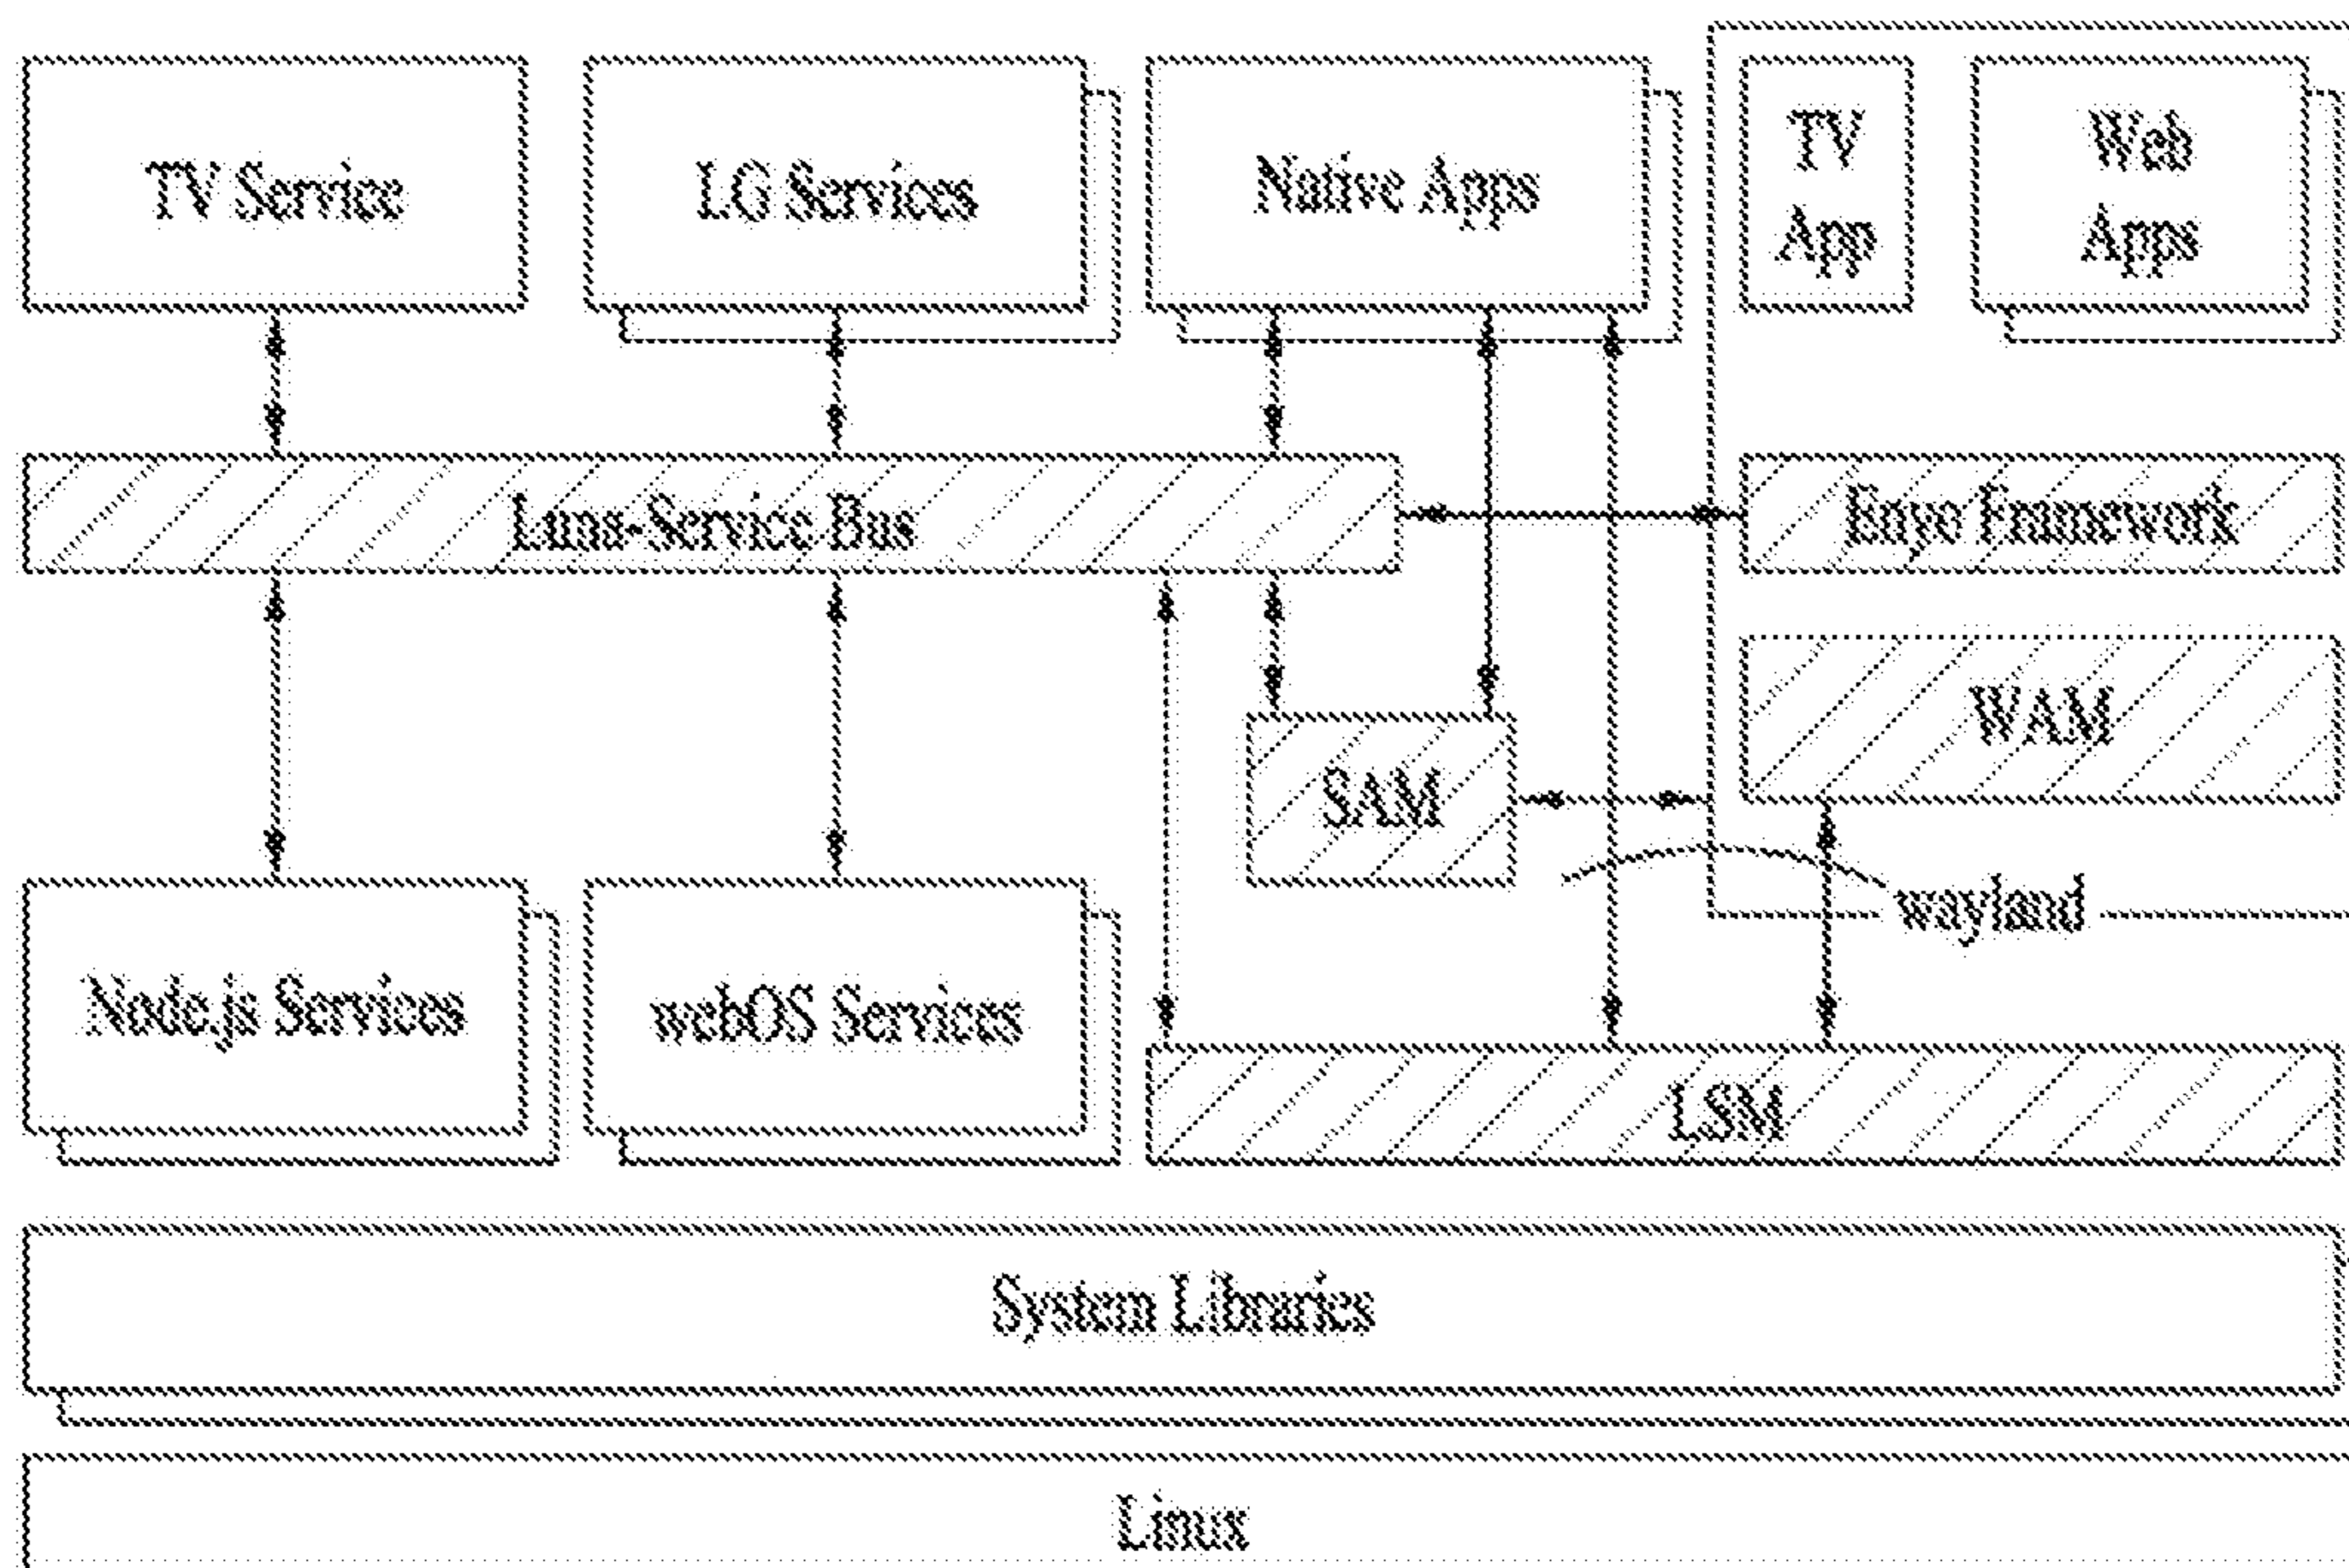 TV Service
LG Services
Native Apps
TV
App
Web
Apps
Luna-Service Bus
Enyo Framework
WAM
SAM
wayland
Node.js Services
webOS Services
LSM
System Libraries
Linux